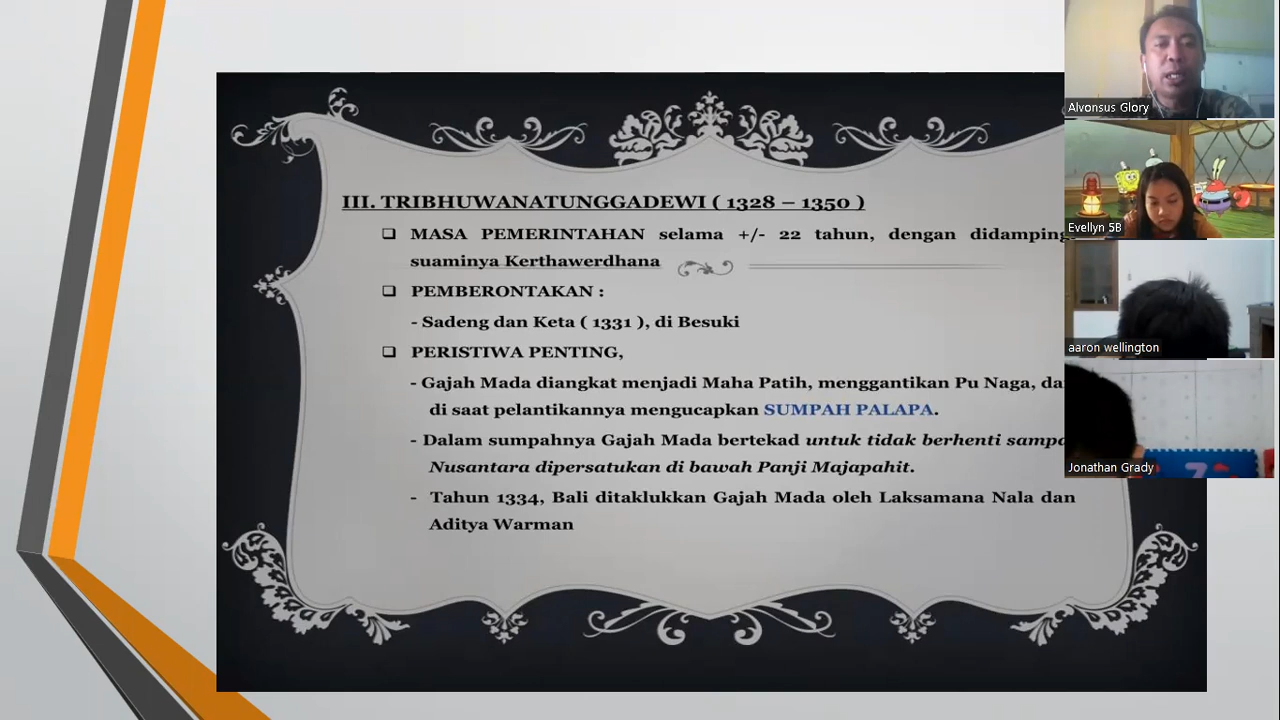 III. TRIBHUWANATUNGGADEWI ( 1328 – 1350 )
❑ MASA PEMERINTAHAN selama +/- 22 tahun, dengan didamping
suaminya Kerthawerdhana
❑ PEMBERONTAKAN :
- Sadeng dan Keta ( 1331 ), di Besuki
❑ PERISTIWA PENTING,
- Gajah Mada diangkat menjadi Maha Patih, menggantikan Pu Naga, da
di saat pelantikannya mengucapkan SUMPAH PALAPA.
- Dalam sumpahnya Gajah Mada bertekad untuk tidak berhenti sampa
Nusantara dipersatukan di bawah Panji Majapahit.
- Tahun 1334, Bali ditaklukkan Gajah Mada oleh Laksamana Nala dan
Aditya Warman
Alvonsus Glory
Evellyn 5B
aaron wellington
Jonathan Grady